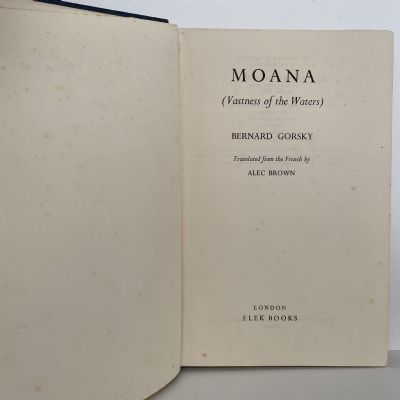 MOANA
(Vastness of the Waters)
BERNARD GORSKY
Translated from the French by
ALEC BROWN
LONDON
ELEK BOOKS